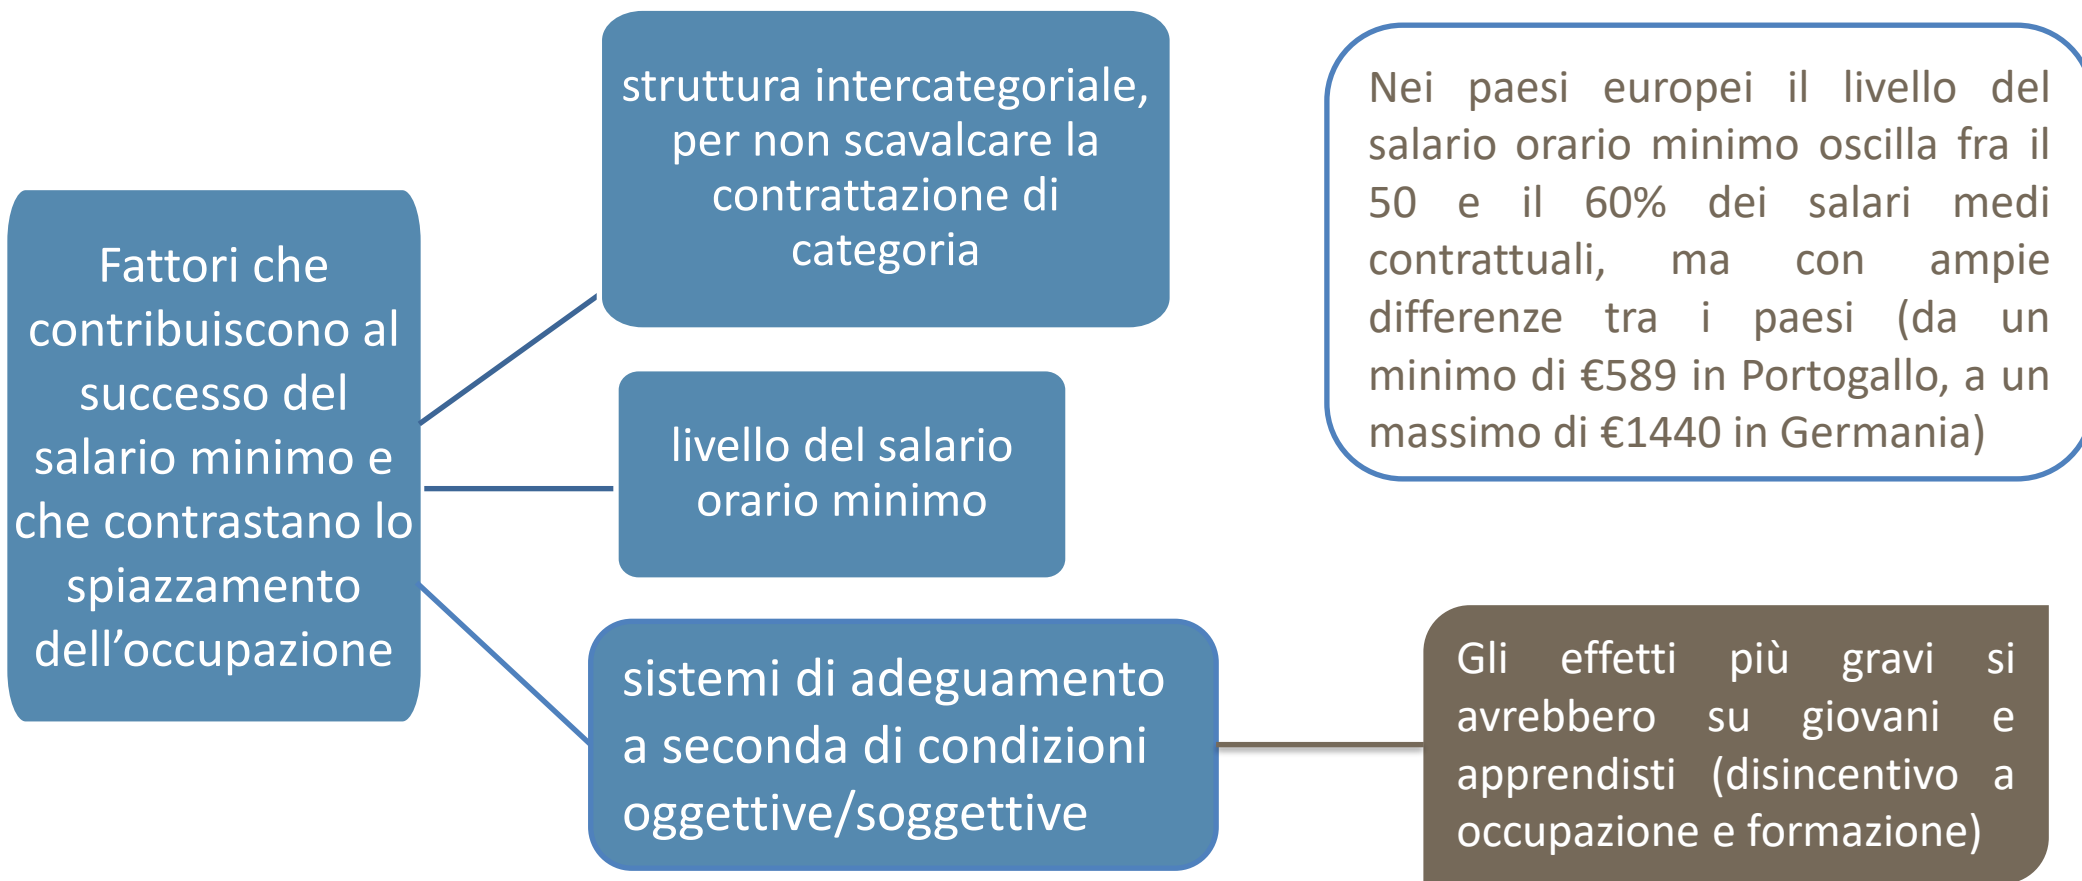 Fattori che
contribuiscono al
successo del
salario minimo e
che contrastano lo
spiazzamento
dell’occupazione
struttura intercategoriale,
per non scavalcare la
contrattazione di
categoria
livello del salario
orario minimo
sistemi di adeguamento
a seconda di condizioni
oggettive/soggettive
Nei paesi europei il livello del
salario orario minimo oscilla fra il
50 e il 60% dei salari medi
contrattuali, ma con ampie
differenze tra i paesi (da un
minimo di €589 in Portogallo, a un
massimo di €1440 in Germania)
Gli effetti più gravi si
avrebbero su giovani e
apprendisti (disincentivo a
occupazione e formazione)